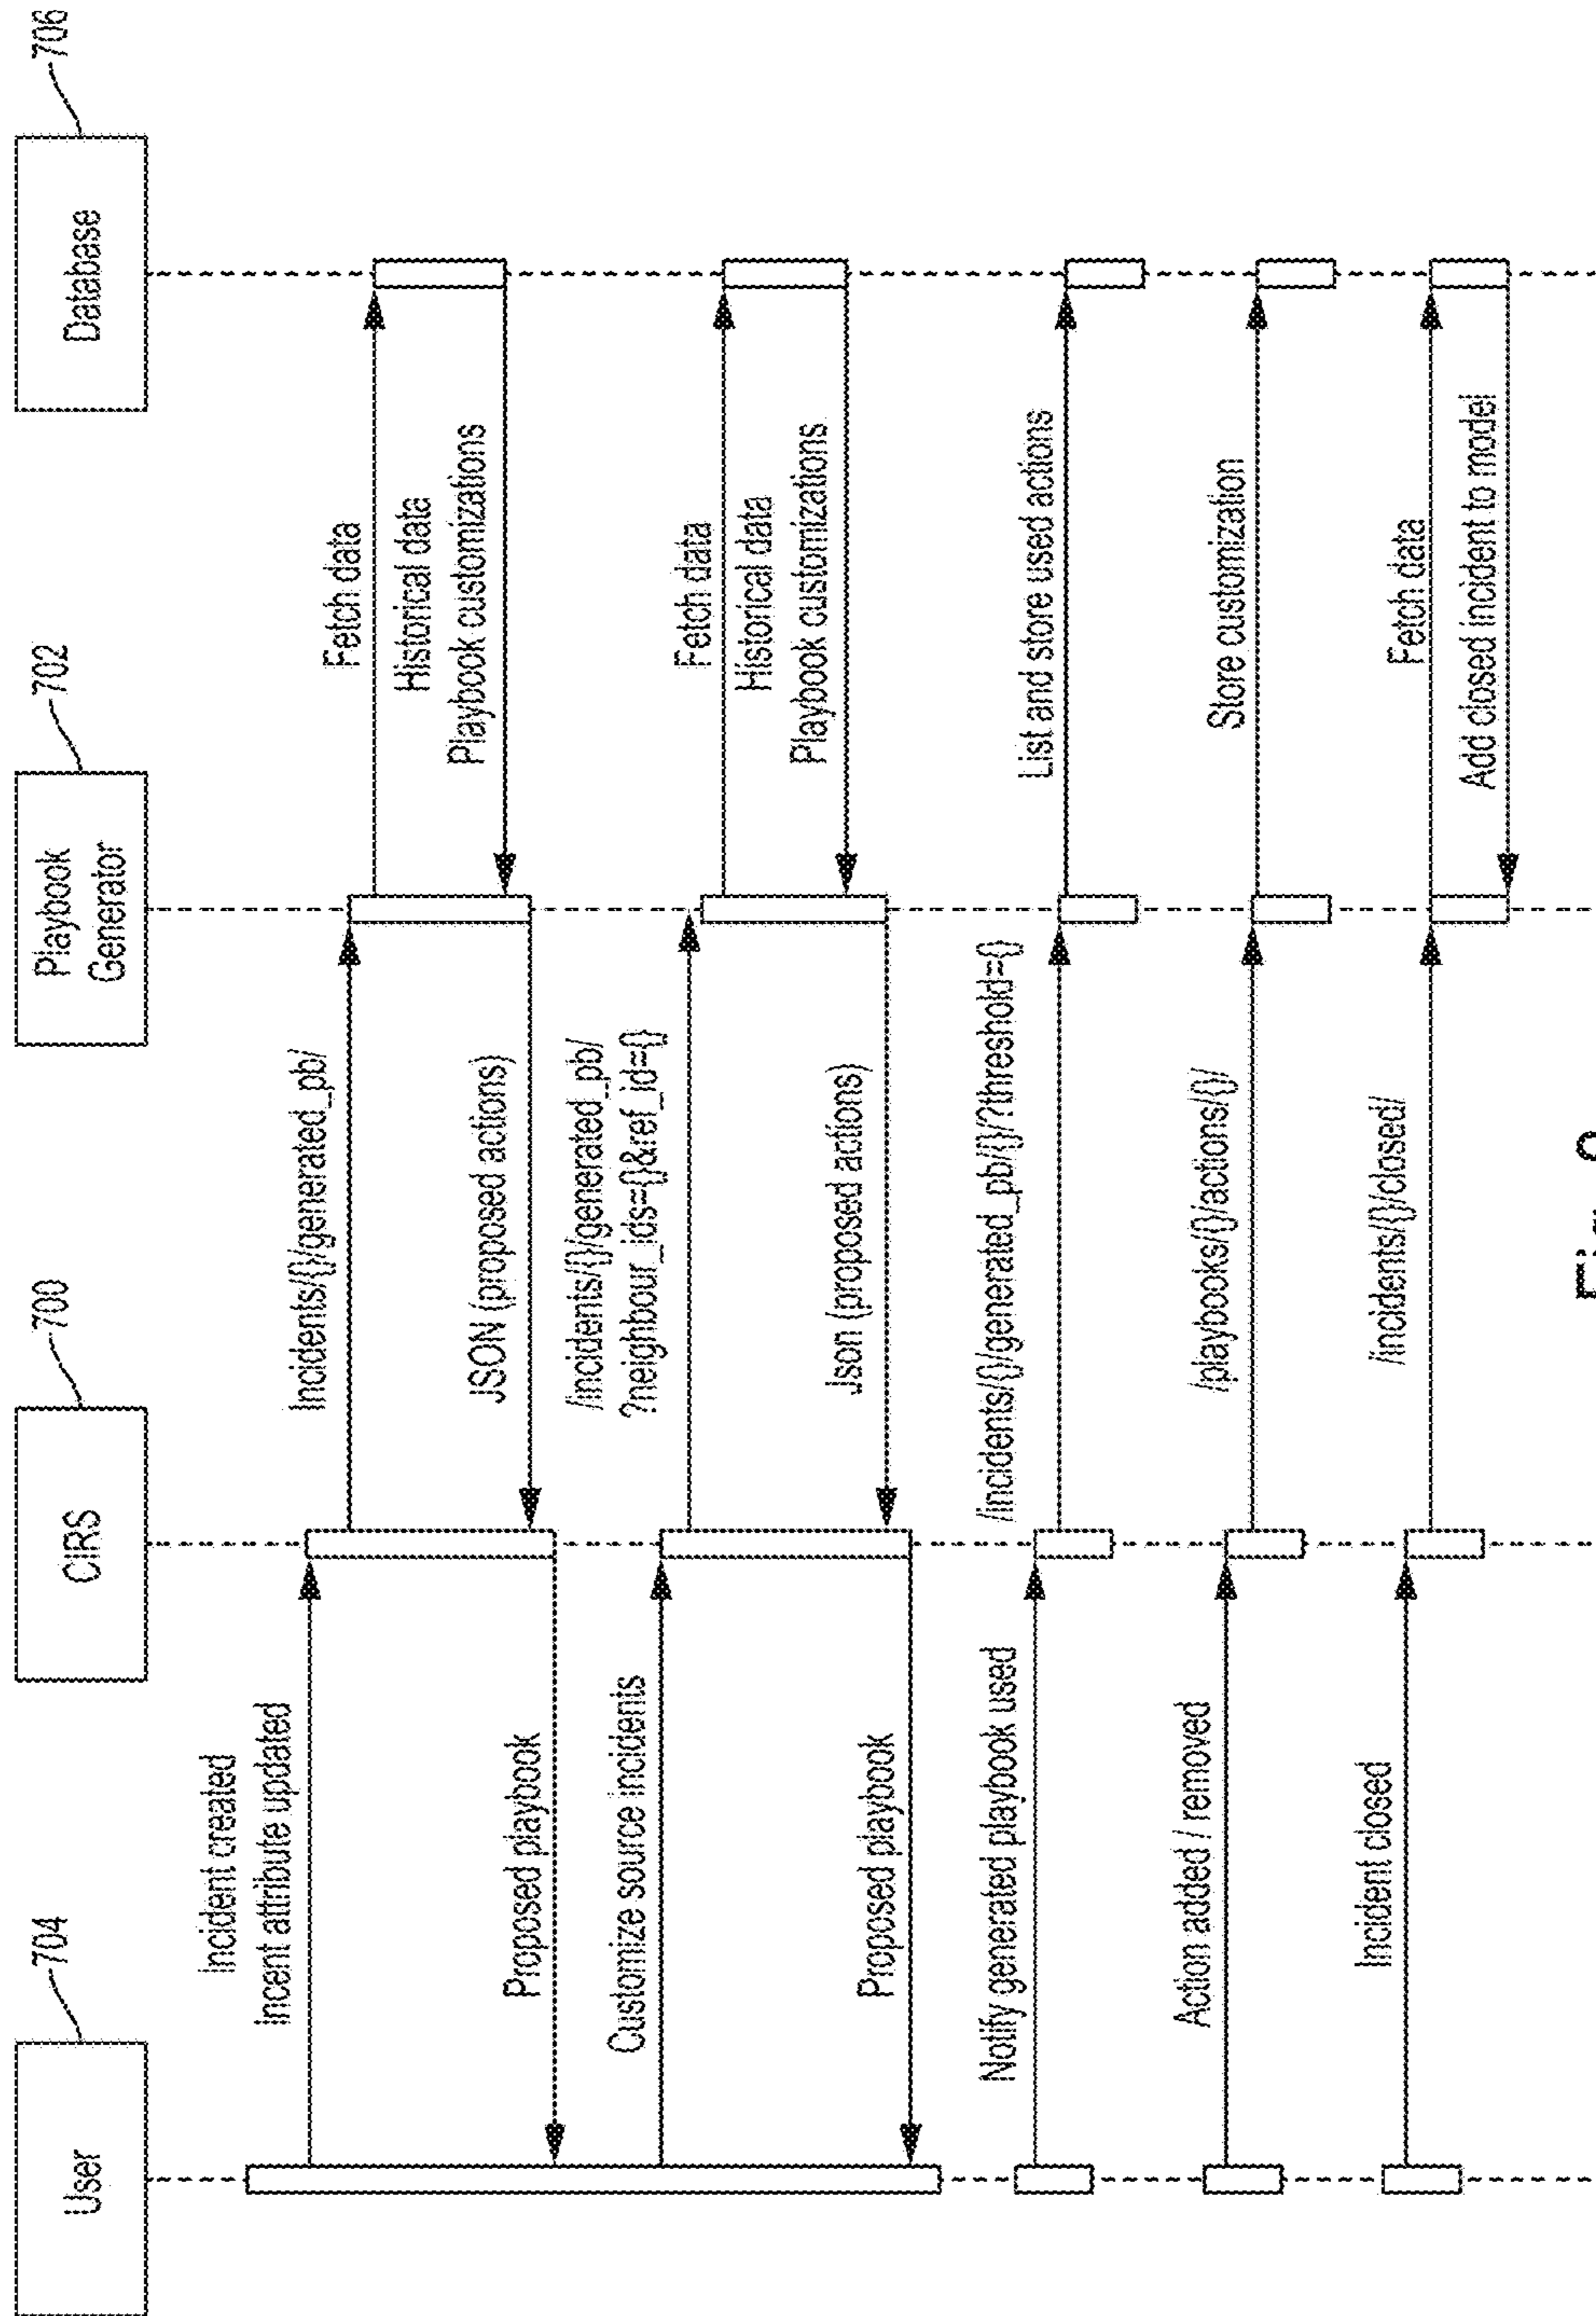 704
User
700
CIRS
702
Playbook
Generator
706
Database
Incident created
Incent attribute updated
Incidents/{}/generated_pb/
Fetch data
Historical data
Playbook customizations
JSON (proposed actions)
Proposed playbook
Customize source incidents
/incidents/{}/generated_pb/
?neighbour_ids={}&ref_id={}
Fetch data
Historical data
Playbook customizations
Json (proposed actions)
Proposed playbook
Notify generated playbook used
/incidents/{}/generated_pb/{}/?threshold={}
List and store used actions
Action added / removed
/playbooks/{}/actions/{}/
Store customization
Incident closed
/incidents/{}/closed/
Fetch data
Add closed incident to model